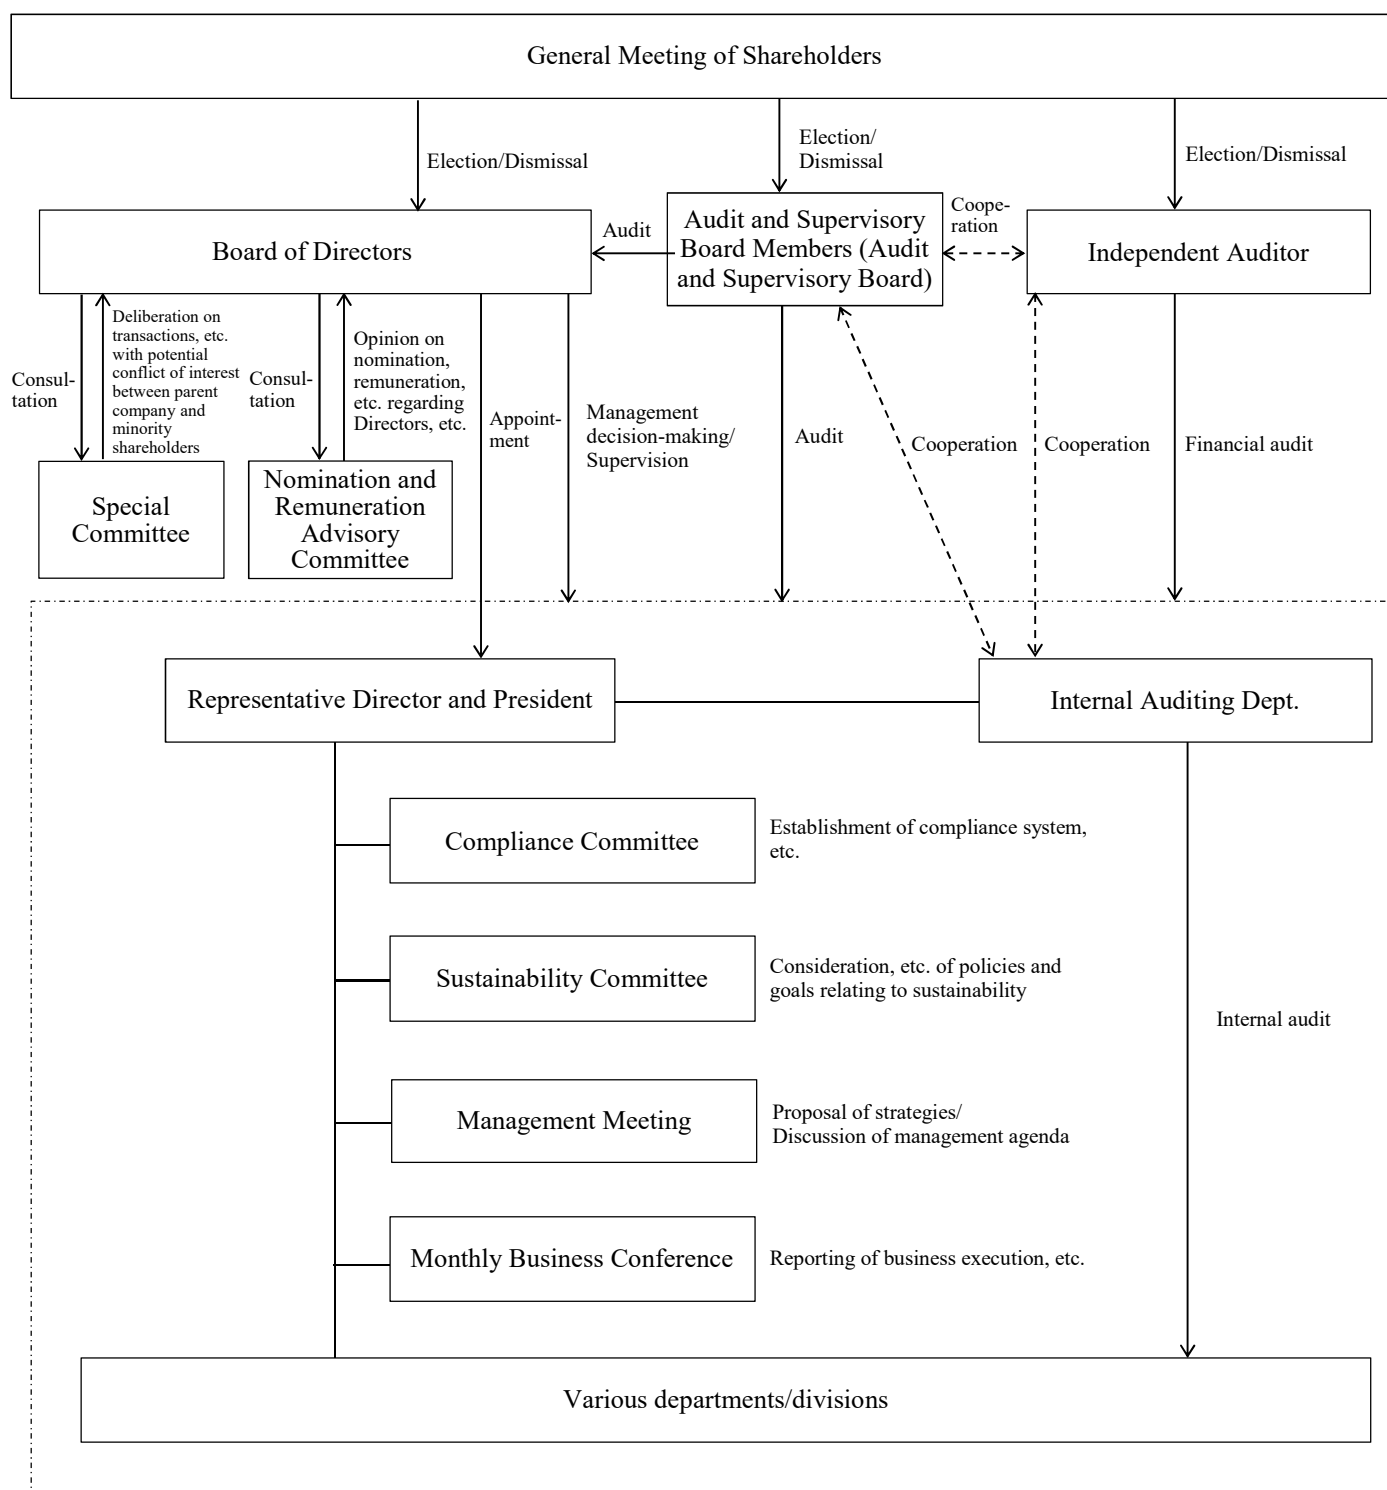 General Meeting of Shareholders
Election/Dismissal
Election/
Dismissal
Election/Dismissal
Board of Directors
Audit
Audit and Supervisory
Board Members (Audit
and Supervisory Board)
Coope-
ration
Independent Auditor
Consul-
tation
Deliberation on
transactions, etc.
with potential
conflict of interest
between parent
company and
minority
shareholders
Consul-
tation
Opinion on
nomination,
remuneration,
etc. regarding
Directors, etc.
Appoint-
ment
Management
decision-making/
Supervision
Audit
Cooperation
Cooperation
Financial audit
Special
Committee
Nomination and
Remuneration
Advisory
Committee
Representative Director and President
Internal Auditing Dept.
Compliance Committee
Establishment of compliance system,
etc.
Sustainability Committee
Consideration, etc. of policies and
goals relating to sustainability
Internal audit
Management Meeting
Proposal of strategies/
Discussion of management agenda
Monthly Business Conference
Reporting of business execution, etc.
Various departments/divisions